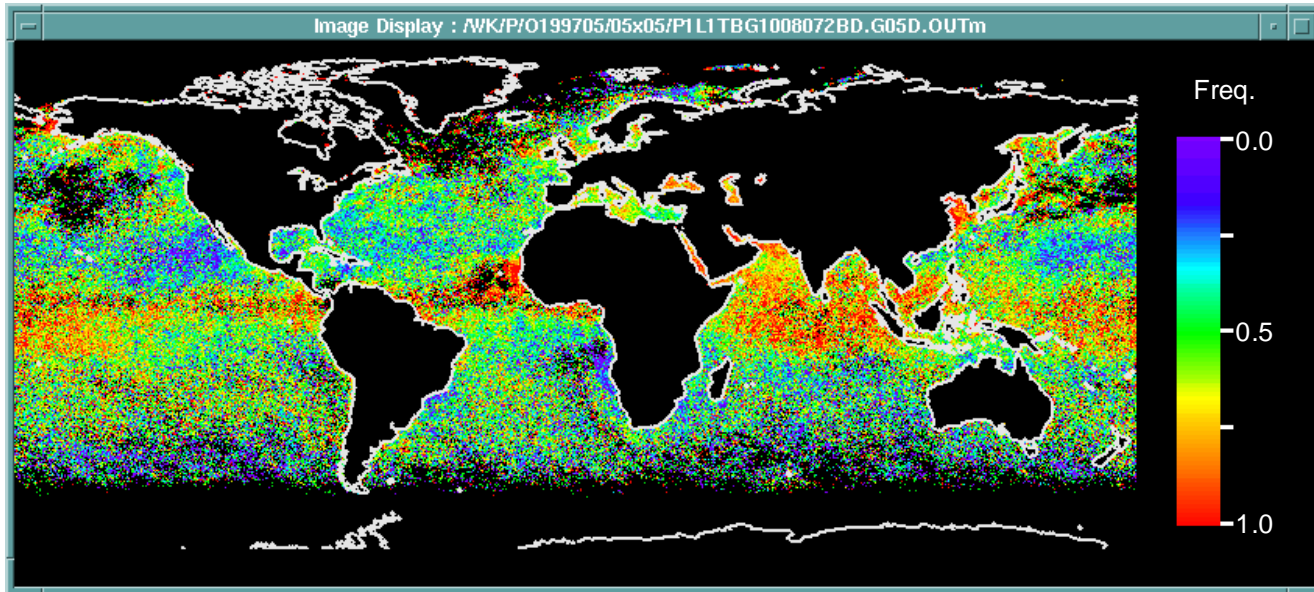 Image Display : /WK/P/O199705/05x05/P1L1TBG1008072BD.G05D.OUTm
Freq.
0.0
0.5
1.0